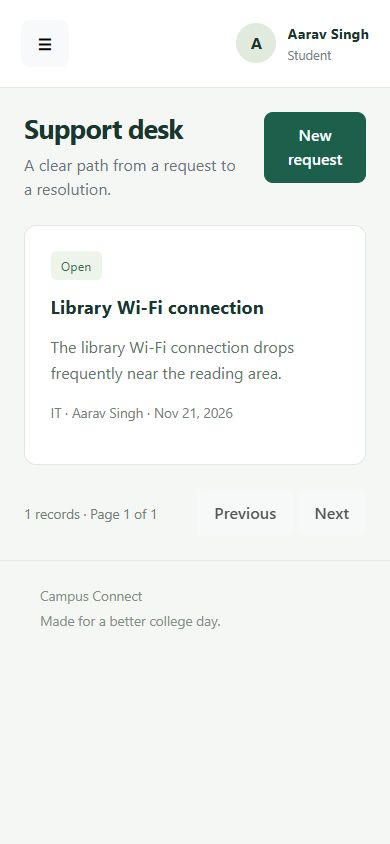 ☰
A
Aarav Singh
Student
Support desk
A clear path from a request to
a resolution.
New
request
Open
Library Wi-Fi connection
The library Wi-Fi connection drops
frequently near the reading area.
IT · Aarav Singh · Nov 21, 2026
1 records · Page 1 of 1
Previous
Next
Campus Connect
Made for a better college day.